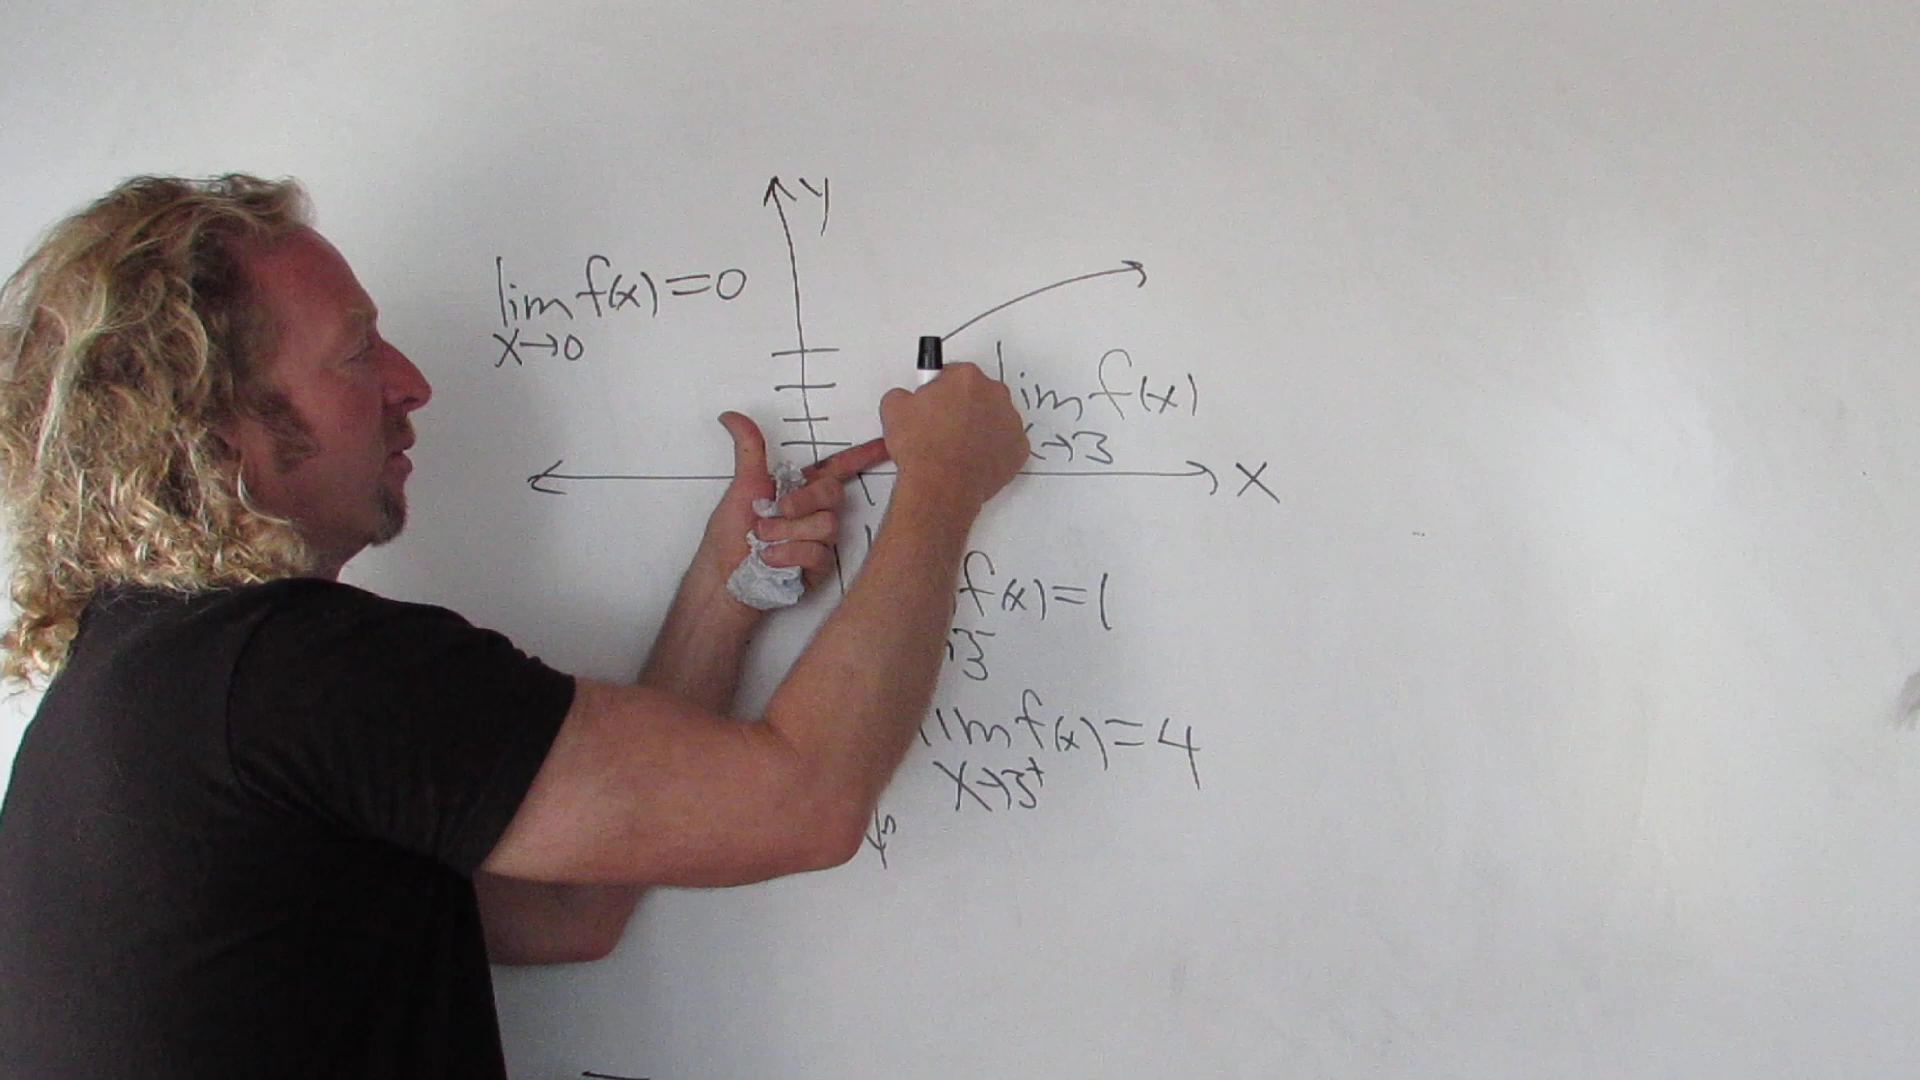 y
lim f(x)=0
x→0
lim f(x)
x→3
x
f(x)=1
3⁻
lim f(x)=4
x→3⁺